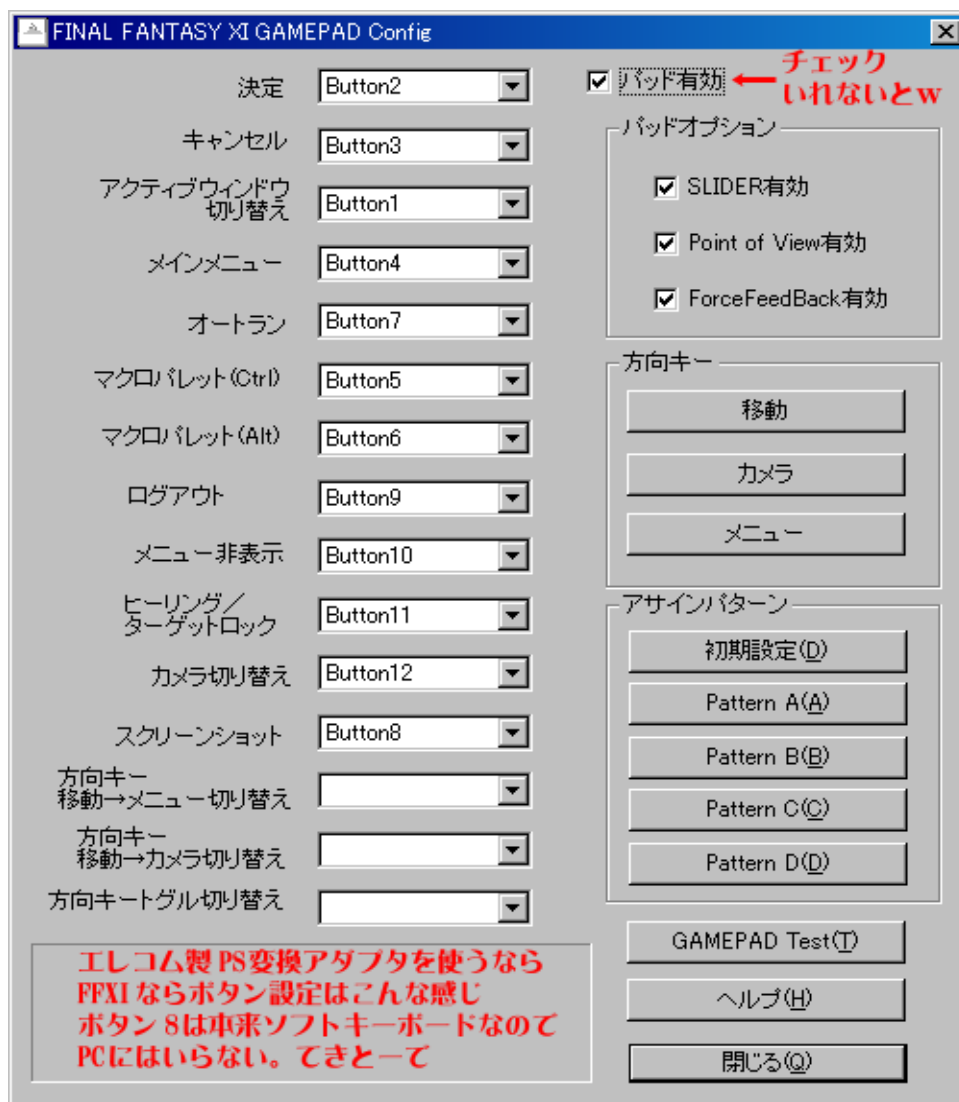 FINAL FANTASY XI GAMEPAD Config
決定
Button2
キャンセル
Button3
アクティブウィンドウ
切り替え
Button1
メインメニュー
Button4
オートラン
Button7
マクロパレット(Ctrl)
Button5
マクロパレット(Alt)
Button6
ログアウト
Button9
メニュー非表示
Button10
ヒーリング／
ターゲットロック
Button11
カメラ切り替え
Button12
スクリーンショット
Button8
方向キー
移動→メニュー切り替え
方向キー
移動→カメラ切り替え
方向キートグル切り替え
エレコム製PS変換アダプタを使うなら
FFXIならボタン設定はこんな感じ
ボタン8は本来ソフトキーボードなので
PCにはいらない。てきとーて
パッド有効
←チェック
いれないとw
パッドオプション
SLIDER有効
Point of View有効
ForceFeedBack有効
方向キー
移動
カメラ
メニュー
アサインパターン
初期設定(D)
Pattern A(A)
Pattern B(B)
Pattern C(C)
Pattern D(D)
GAMEPAD Test(T)
ヘルプ(H)
閉じる(Q)